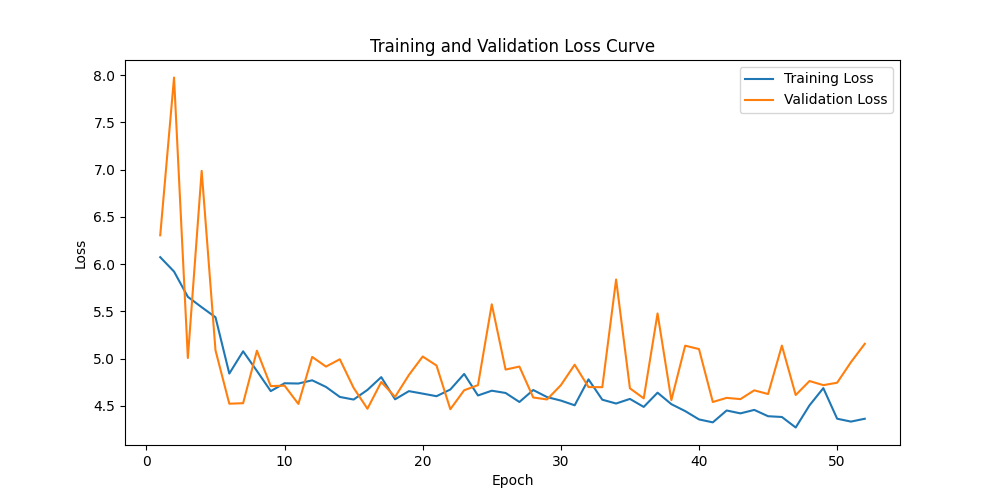 Training and Validation Loss Curve
Training Loss
Validation Loss
8.0
7.5
7.0
6.5
6.0
5.5
5.0
4.5
Loss
0 10 20 30 40 50
Epoch